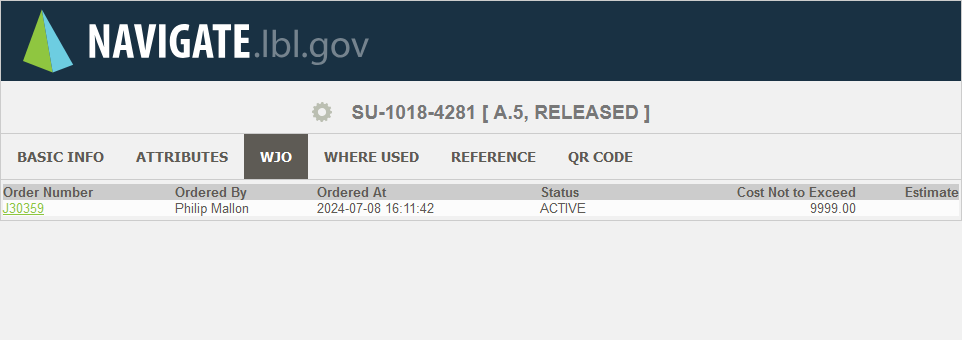 NAVIGATE.lbl.gov
SU-1018-4281 [ A.5, RELEASED ]
BASIC INFO ATTRIBUTES WJO WHERE USED REFERENCE QR CODE
Order Number Ordered By Ordered At Status Cost Not to Exceed Estimate
J30359 Philip Mallon 2024-07-08 16:11:42 ACTIVE 9999.00